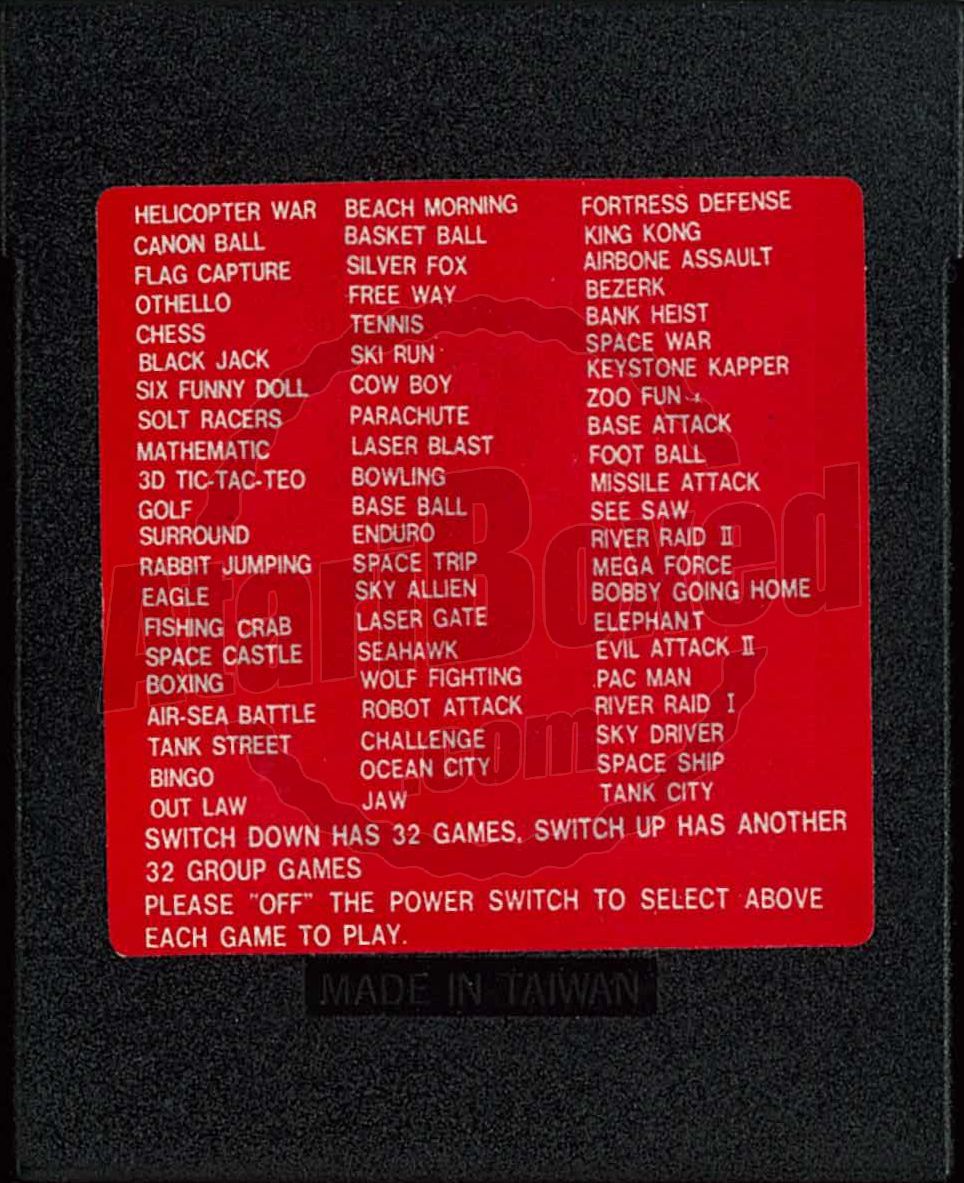 HELICOPTER WAR
CANON BALL
FLAG CAPTURE
OTHELLO
CHESS
BLACK JACK
SIX FUNNY DOLL
SOLT RACERS
MATHEMATIC
3D TIC-TAC-TEO
GOLF
SURROUND
RABBIT JUMPING
EAGLE
FISHING CRAB
SPACE CASTLE
BOXING
AIR-SEA BATTLE
TANK STREET
BINGO
OUT LAW
BEACH MORNING
BASKET BALL
SILVER FOX
FREE WAY
TENNIS
SKI RUN
COW BOY
PARACHUTE
LASER BLAST
BOWLING
BASE BALL
ENDURO
SPACE TRIP
SKY ALLIEN
LASER GATE
SEAHAWK
WOLF FIGHTING
ROBOT ATTACK
CHALLENGE
OCEAN CITY
JAW
FORTRESS DEFENSE
KING KONG
AIRBONE ASSAULT
BEZERK
BANK HEIST
SPACE WAR
KEYSTONE KAPPER
ZOO FUN
BASE ATTACK
FOOT BALL
MISSILE ATTACK
SEE SAW
RIVER RAID II
MEGA FORCE
BOBBY GOING HOME
ELEPHANT
EVIL ATTACK II
PAC MAN
RIVER RAID I
SKY DRIVER
SPACE SHIP
TANK CITY
SWITCH DOWN HAS 32 GAMES, SWITCH UP HAS ANOTHER
32 GROUP GAMES
PLEASE "OFF" THE POWER SWITCH TO SELECT ABOVE
EACH GAME TO PLAY.
MADE IN TAIWAN
AtariBoxed
.com